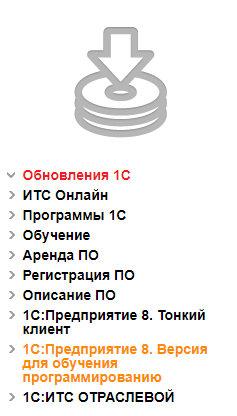 Обновления 1С
ИТС Онлайн
Программы 1С
Обучение
Аренда ПО
Регистрация ПО
Описание ПО
1С:Предприятие 8. Тонкий
клиент
1С:Предприятие 8. Версия
для обучения
программированию
1С:ИТС ОТРАСЛЕВОЙ